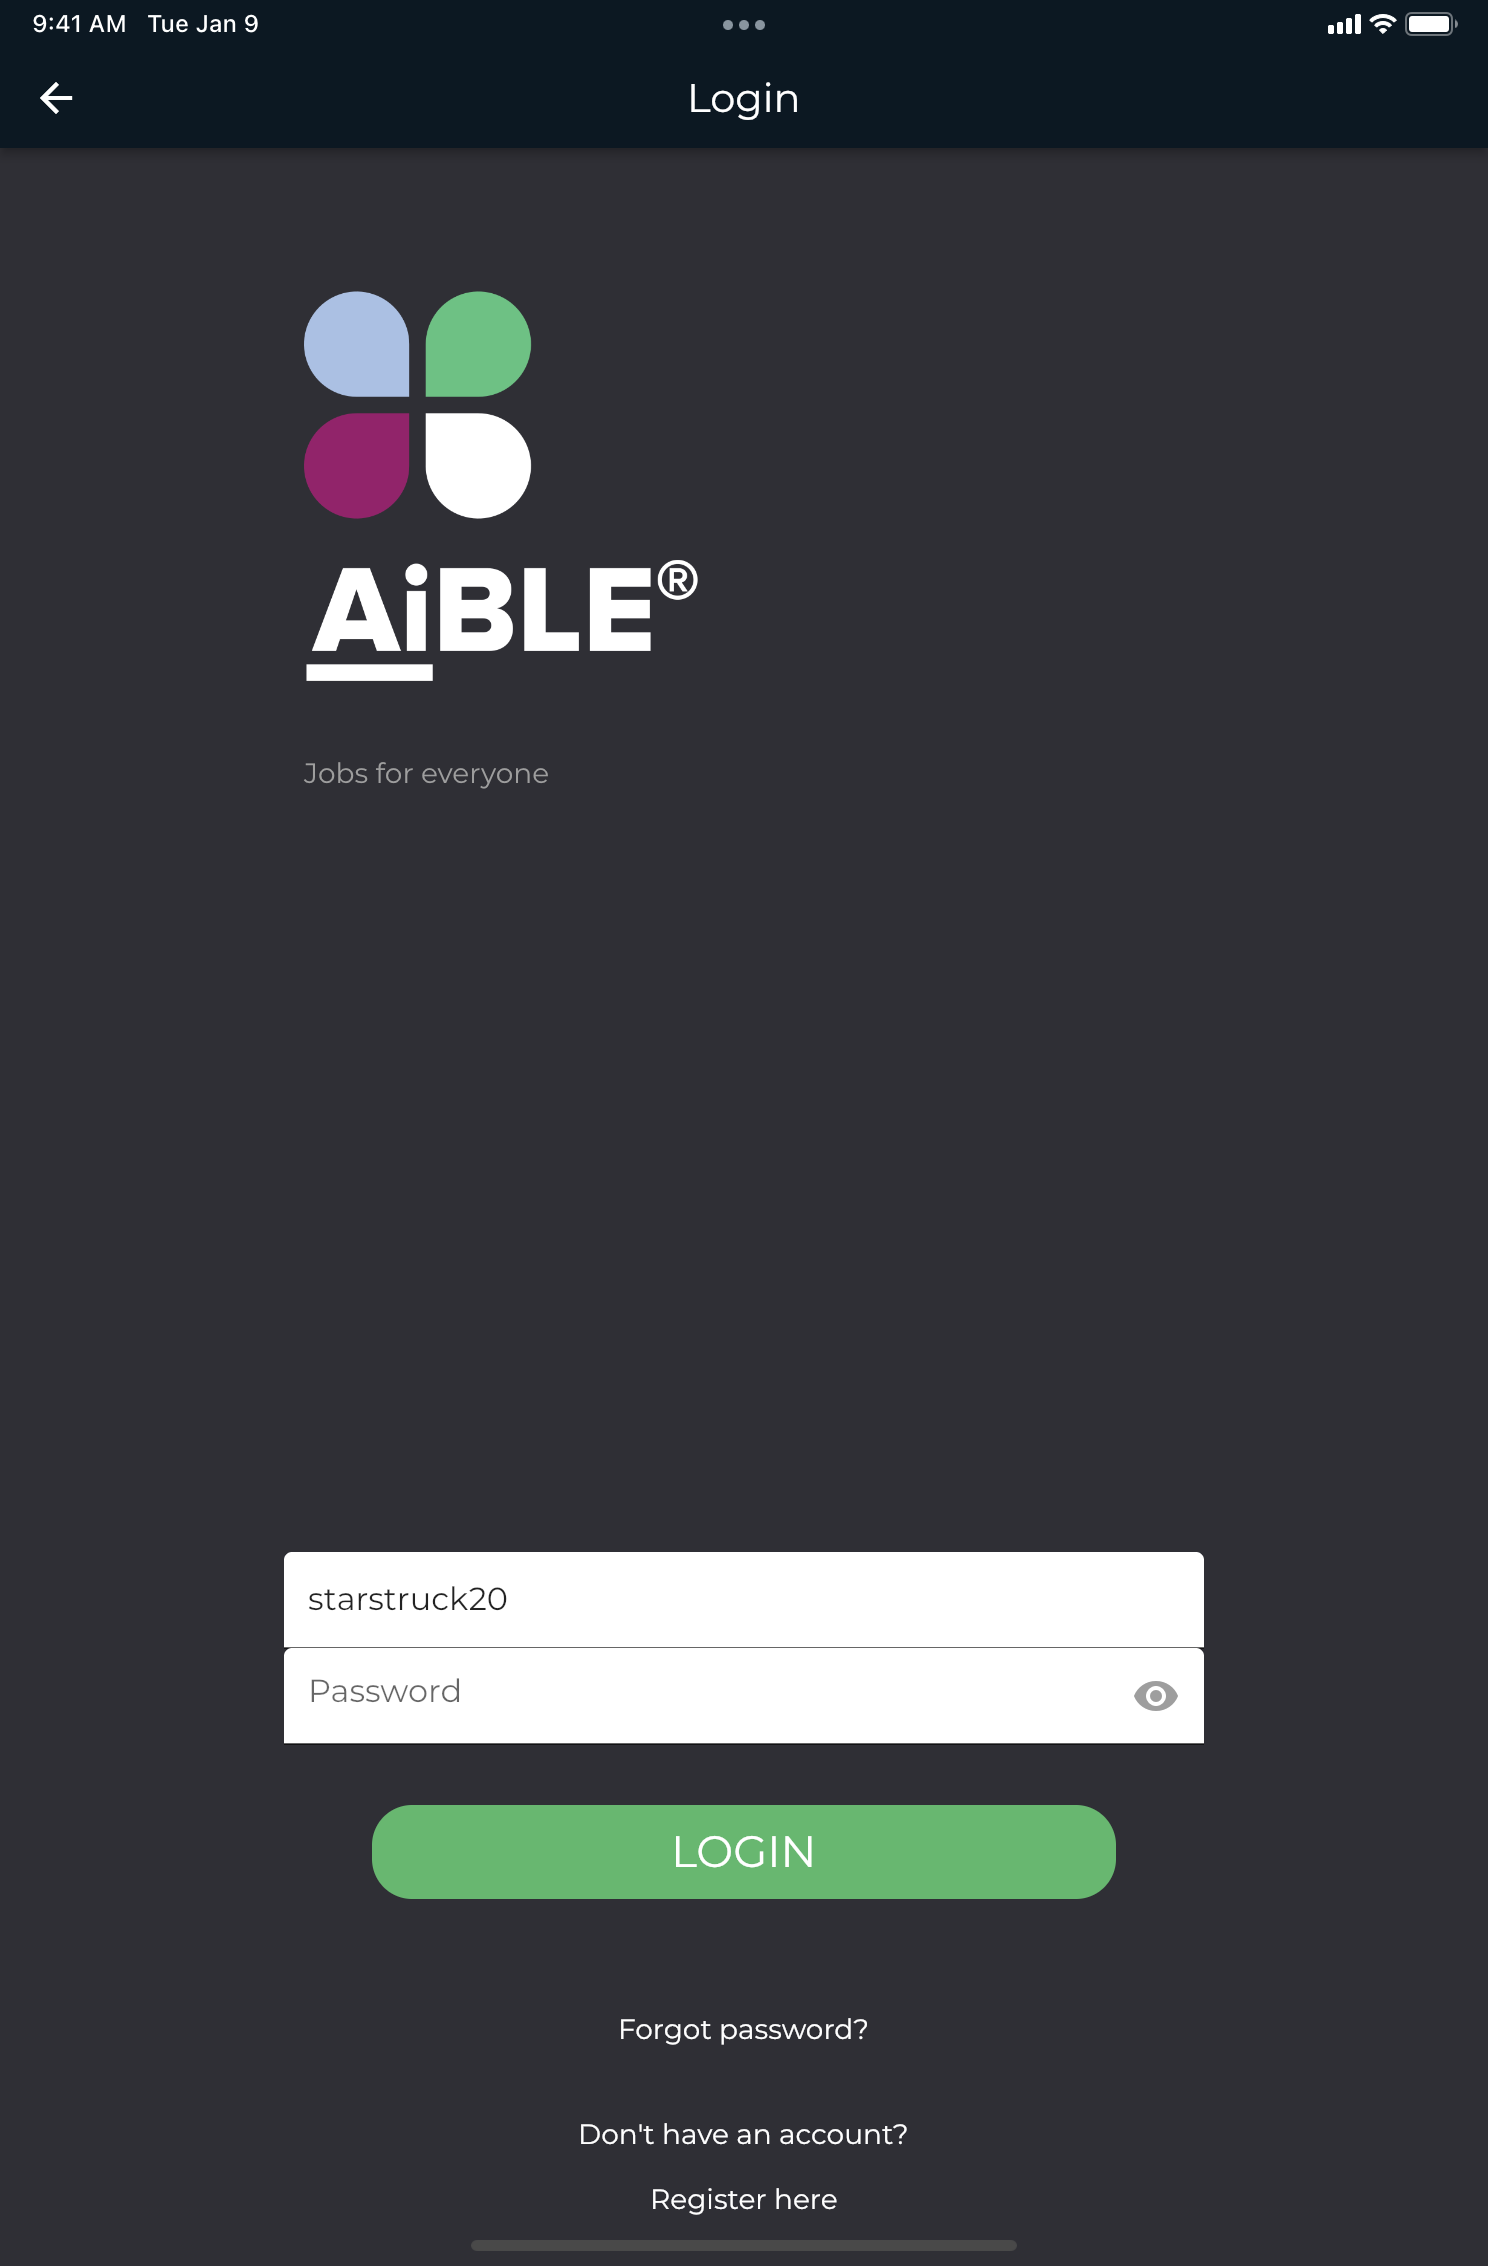 9:41 AM Tue Jan 9
Login
AiBLE®
Jobs for everyone
starstruck20
Password
LOGIN
Forgot password?
Don't have an account?
Register here